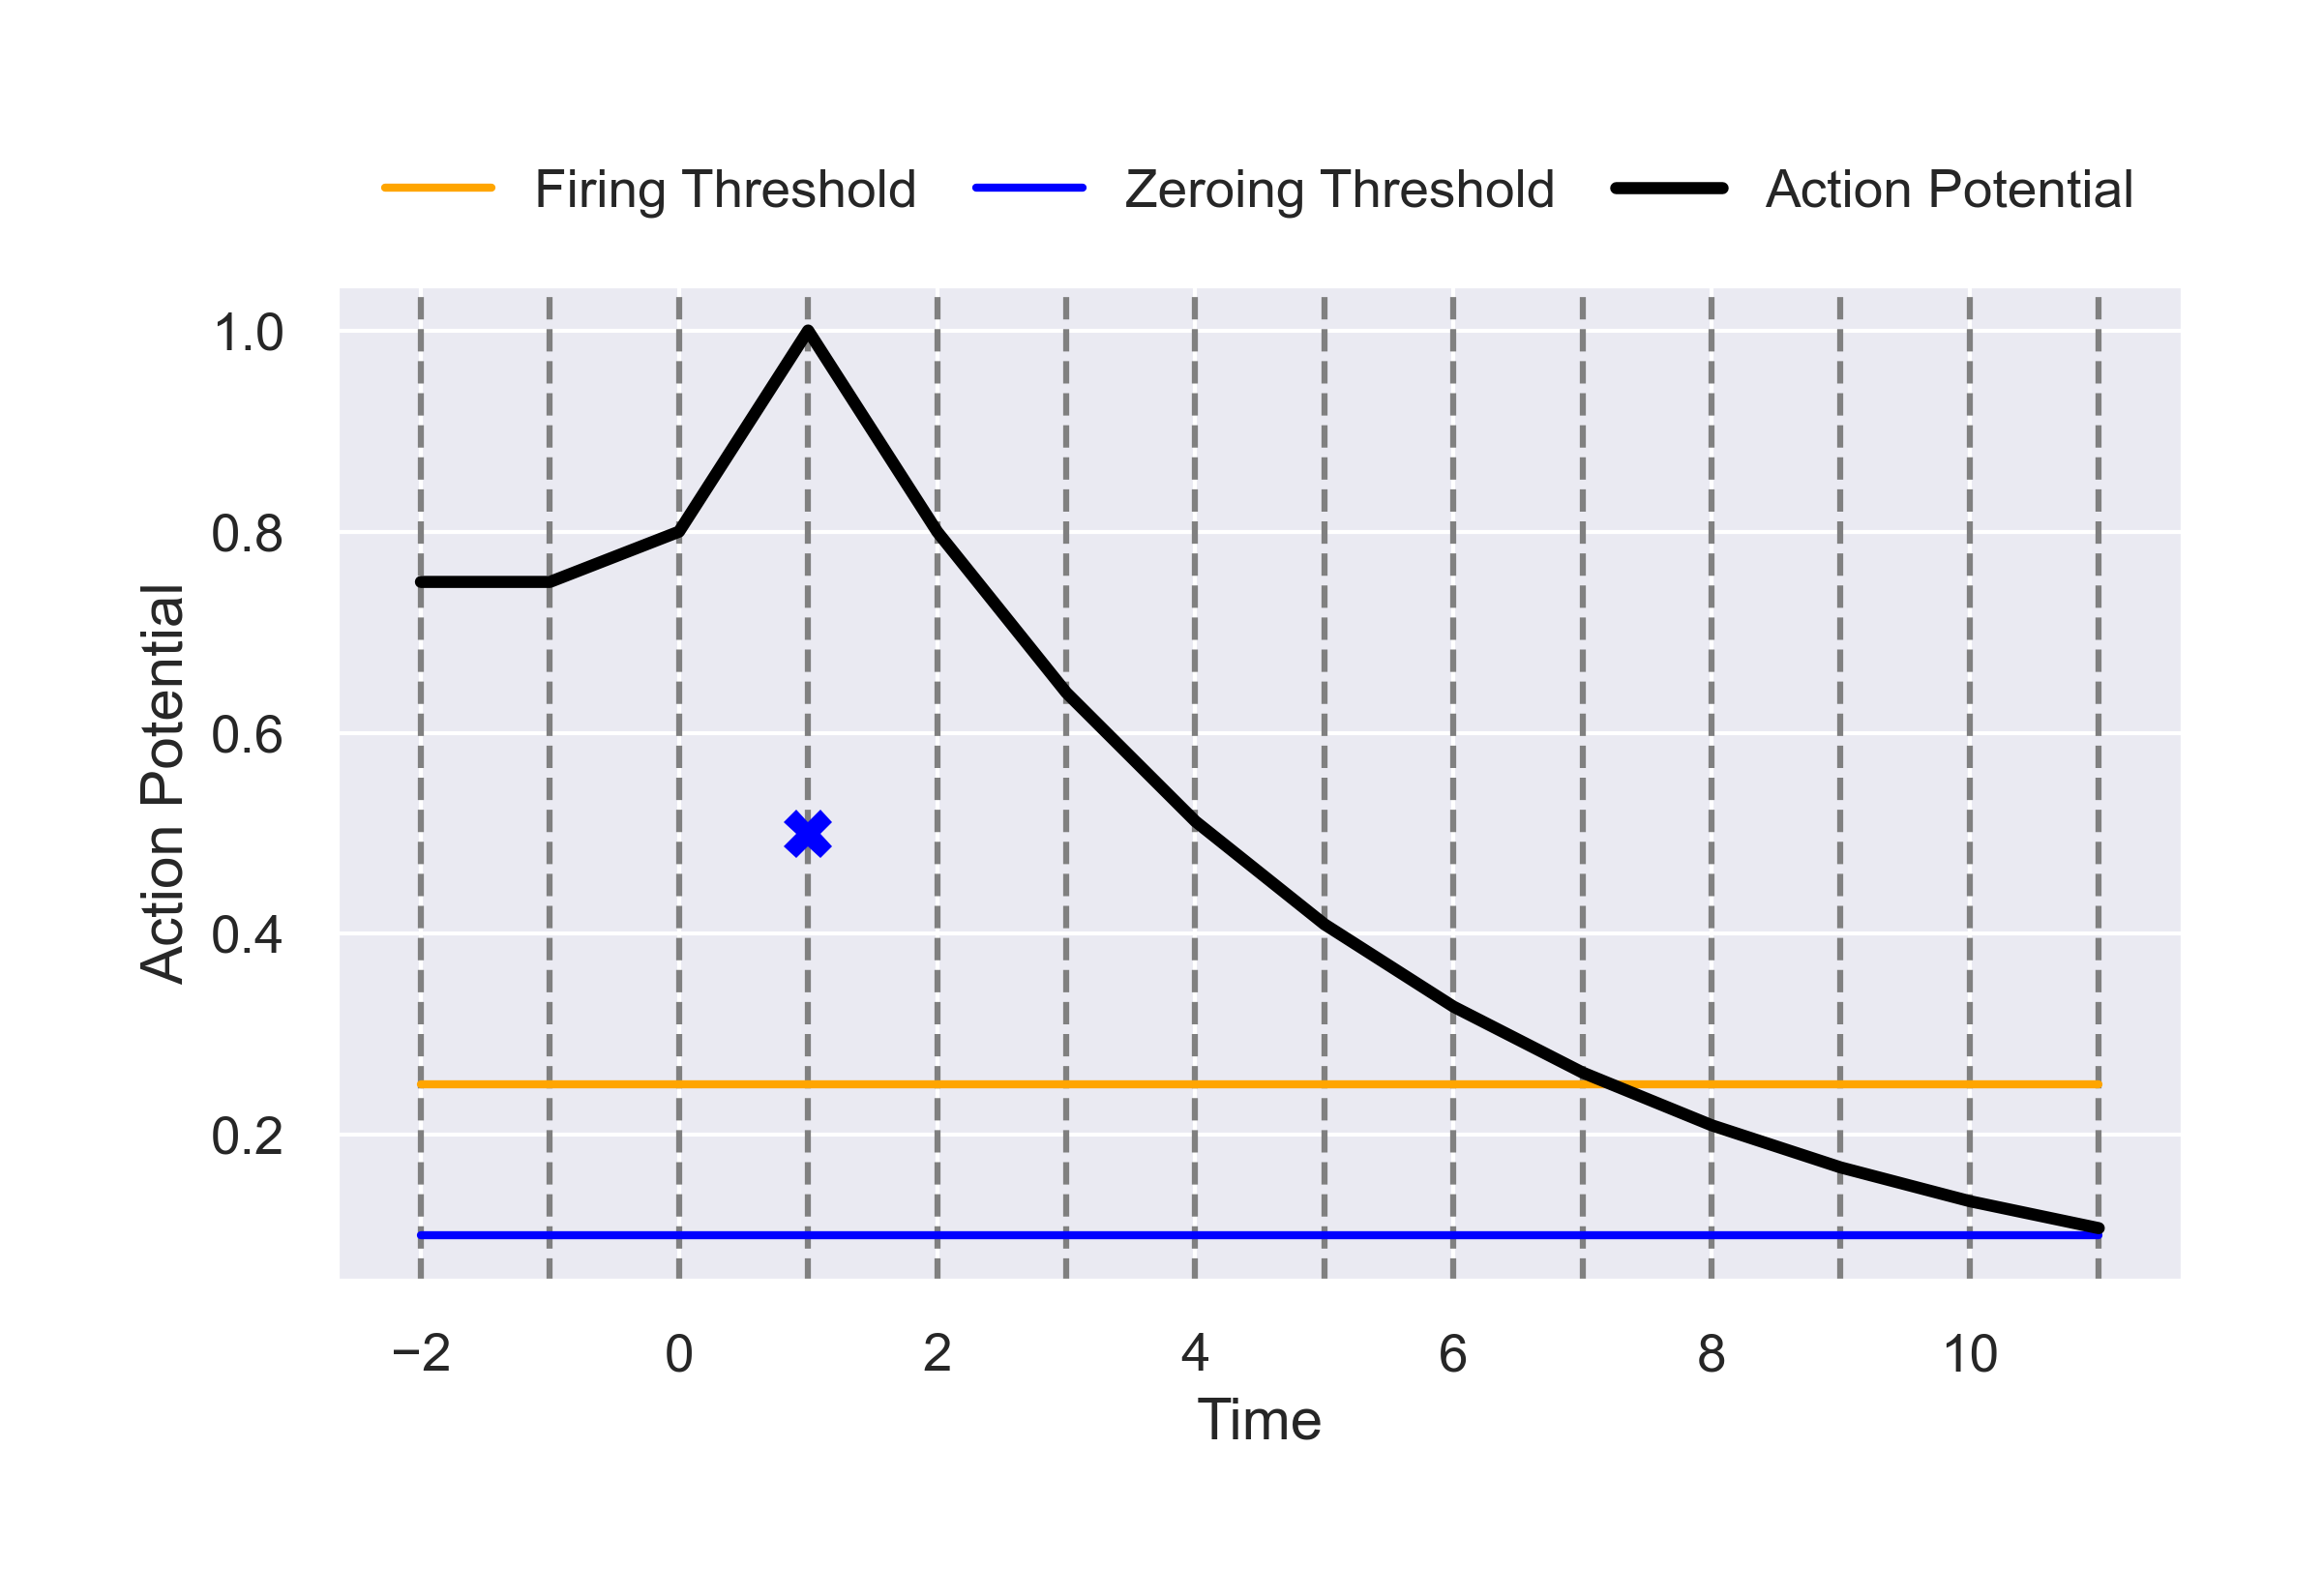 Firing Threshold Zeroing Threshold Action Potential
1.0
0.8
0.6
0.4
0.2
Action Potential
−2 0 2 4 6 8 10
Time